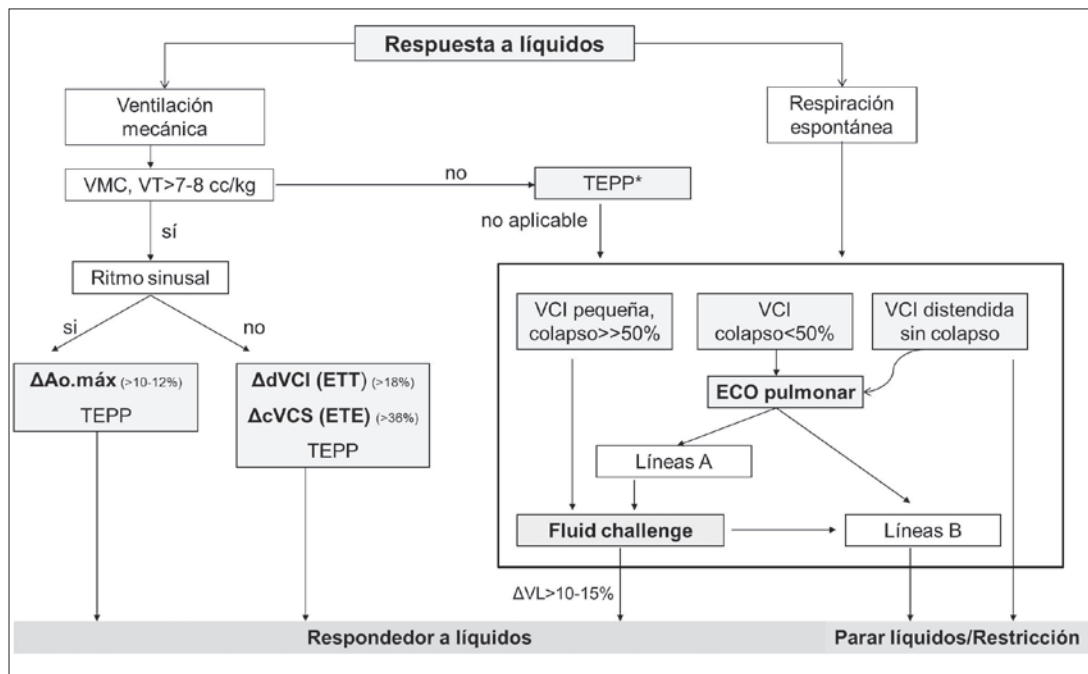 Respuesta a líquidos
Ventilación
mecánica
Respiración
espontánea
VMC, VT>7-8 cc/kg
no
TEPP*
no aplicable
sí
Ritmo sinusal
si
no
ΔAo.máx (>10-12%)
TEPP
ΔdVCI (ETT) (>18%)
ΔcVCS (ETE) (>36%)
TEPP
VCI pequeña,
colapso>>50%
VCI
colapso<50%
VCI distendida
sin colapso
ECO pulmonar
Líneas A
Fluid challenge
Líneas B
ΔVL>10-15%
Respondedor a líquidos
Parar líquidos/Restricción